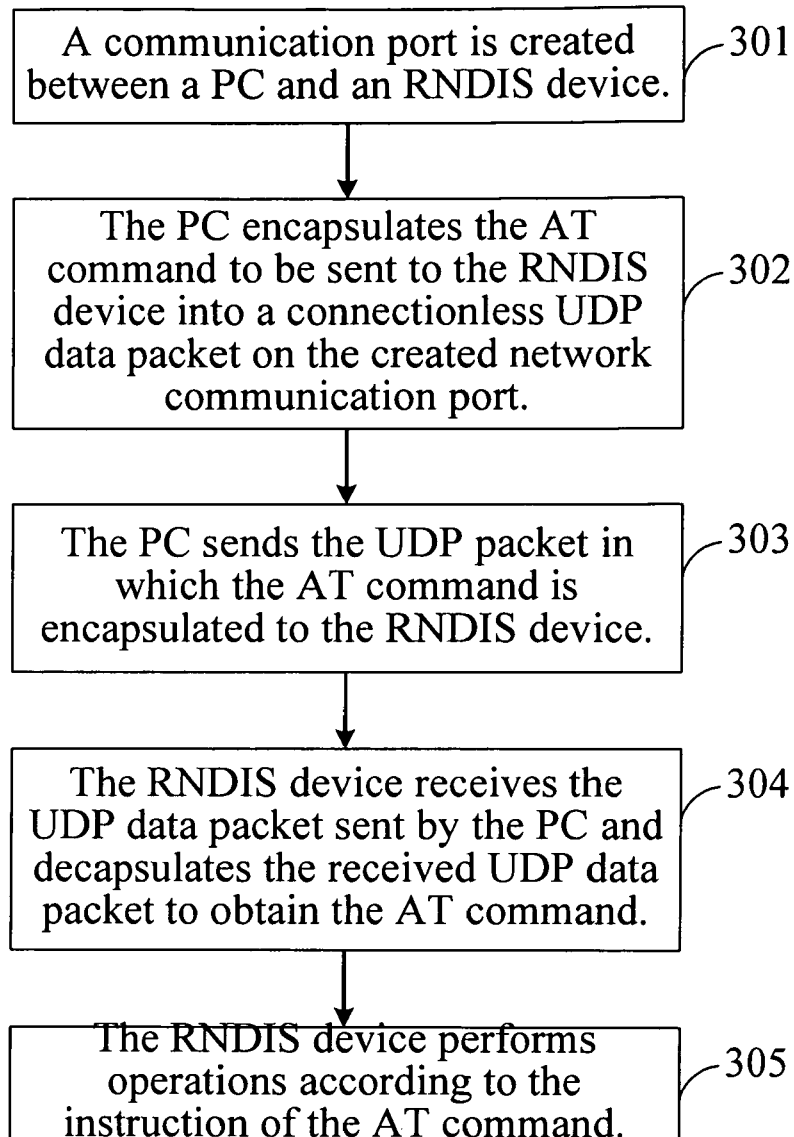 A communication port is created
between a PC and an RNDIS device.
301
The PC encapsulates the AT
command to be sent to the RNDIS
device into a connectionless UDP
data packet on the created network
communication port.
302
The PC sends the UDP packet in
which the AT command is
encapsulated to the RNDIS device.
303
The RNDIS device receives the
UDP data packet sent by the PC and
decapsulates the received UDP data
packet to obtain the AT command.
304
The RNDIS device performs
operations according to the
instruction of the AT command.
305